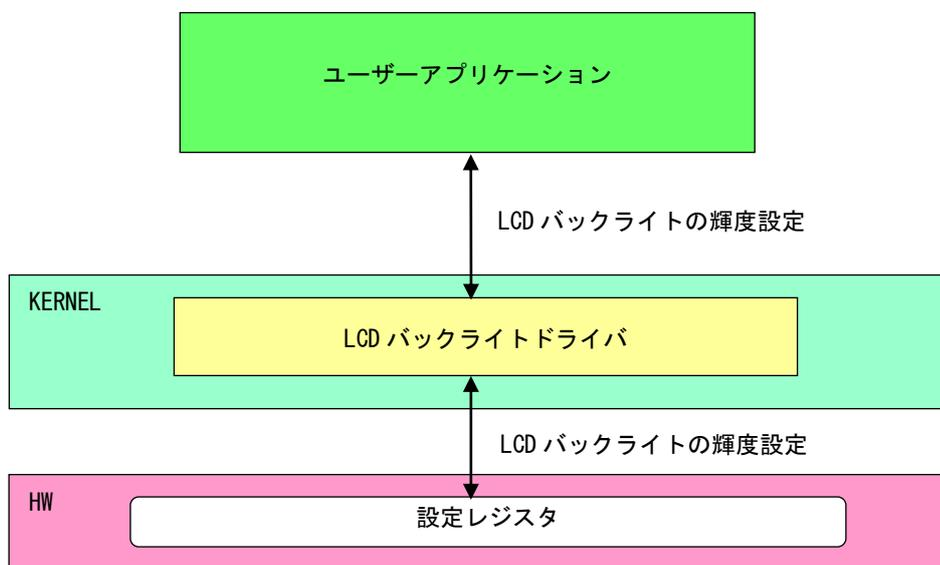 ユーザーアプリケーション
LCD バックライトの輝度設定
KERNEL
LCD バックライトドライバ
LCD バックライトの輝度設定
HW
設定レジスタ